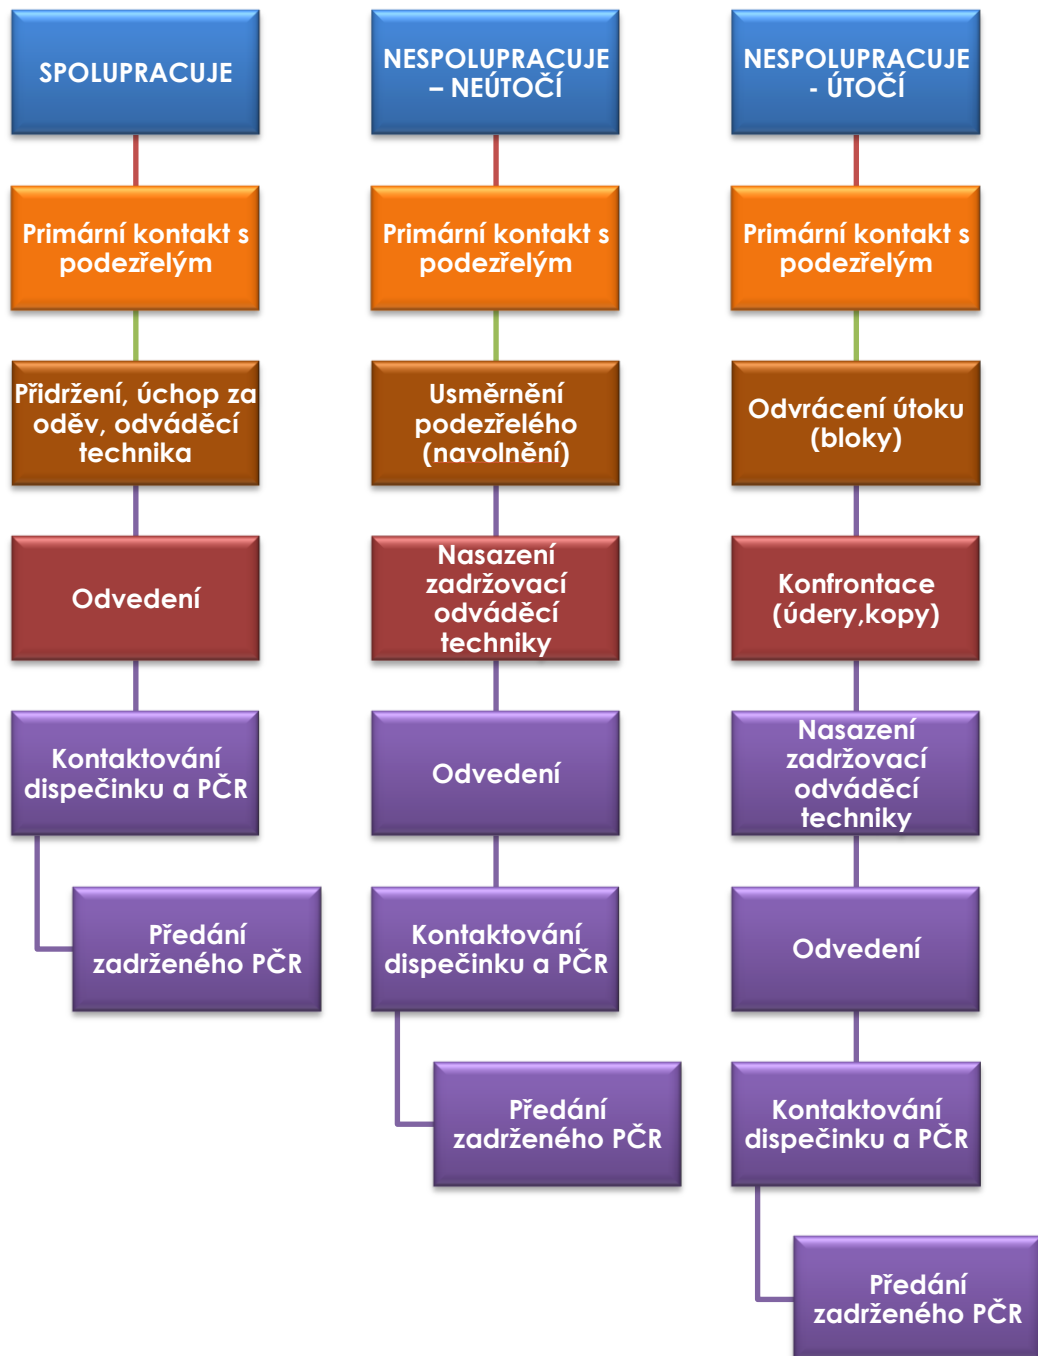 SPOLUPRACUJE
Primární kontakt s
podezřelým
Přidržení, úchop za
oděv, odváděcí
technika
Odvedení
Kontaktování
dispečinku a PČR
Předání
zadrženého PČR
NESPOLUPRACUJE
– NEÚTOČÍ
Primární kontakt s
podezřelým
Usměrnění
podezřelého
(navolnění)
Nasazení
zadržovací
odváděcí
techniky
Odvedení
Kontaktování
dispečinku a PČR
Předání
zadrženého PČR
NESPOLUPRACUJE
- ÚTOČÍ
Primární kontakt s
podezřelým
Odvrácení útoku
(bloky)
Konfrontace
(údery,kopy)
Nasazení
zadržovací
odváděcí
techniky
Odvedení
Kontaktování
dispečinku a PČR
Předání
zadrženého PČR